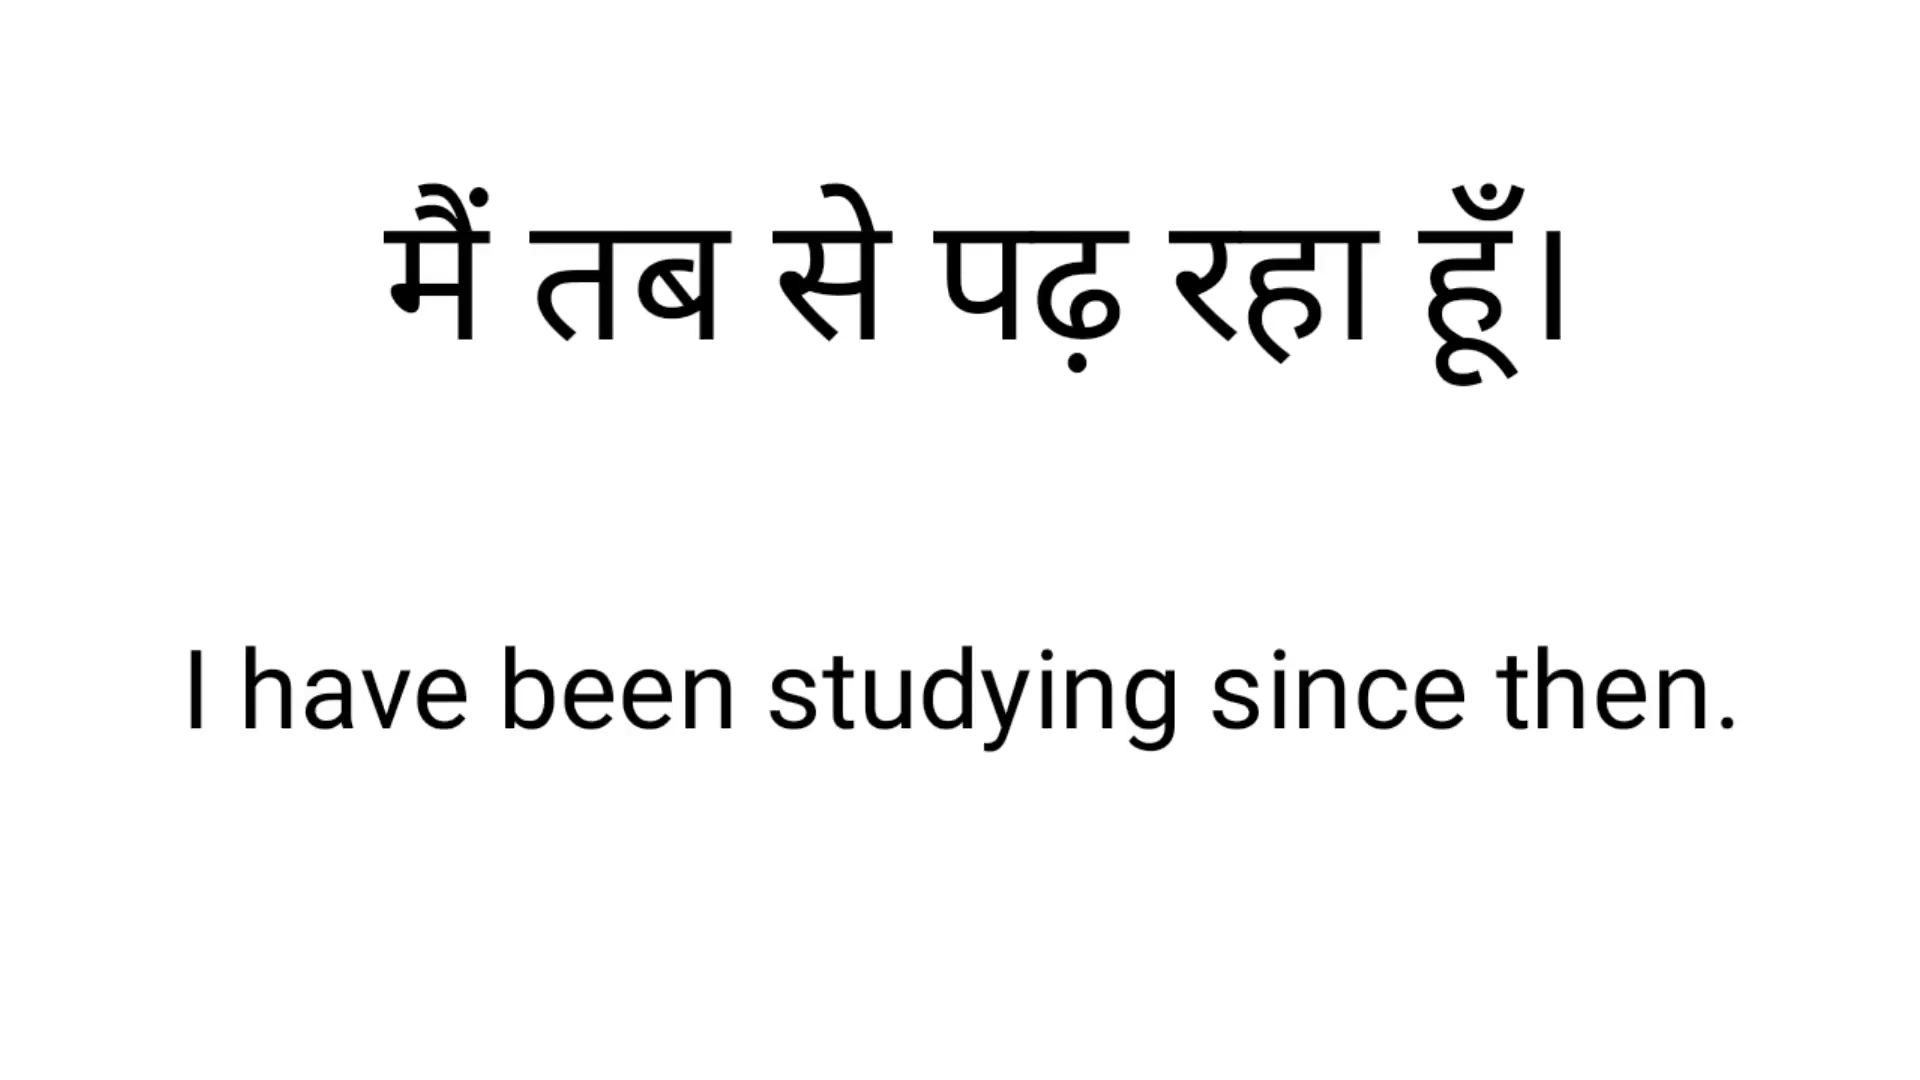 मैं तब से पढ़ रहा हूँ।
I have been studying since then.